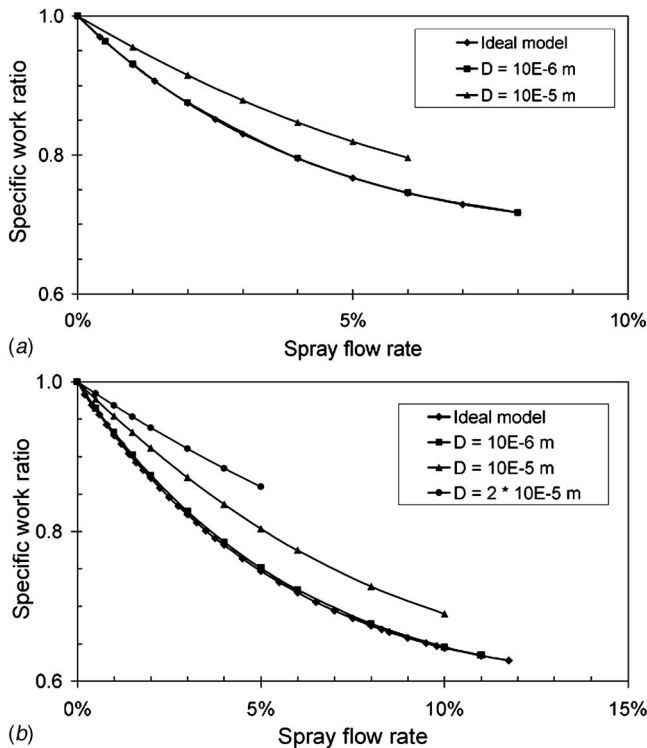 1.0
0.8
0.6
Specific work ratio
Ideal model
D = 10E-6 m
D = 10E-5 m
0%
5%
10%
Spray flow rate
(a)
1.0
0.8
0.6
Specific work ratio
Ideal model
D = 10E-6 m
D = 10E-5 m
D = 2 * 10E-5 m
0%
5%
10%
15%
Spray flow rate
(b)